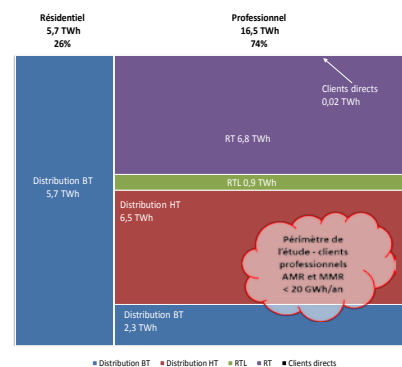 Résidentiel
5,7 TWh
26%
Professionnel
16,5 TWh
74%
Clients directs
0,02 TWh
RT 6,8 TWh
Distribution BT
5,7 TWh
RTL 0,9 TWh
Distribution HT
6,5 TWh
Périmètre de
l'étude - clients
professionnels
AMR et MMR
< 20 GWh/an
Distribution BT
2,3 TWh
Distribution BT Distribution HT RTL RT Clients directs